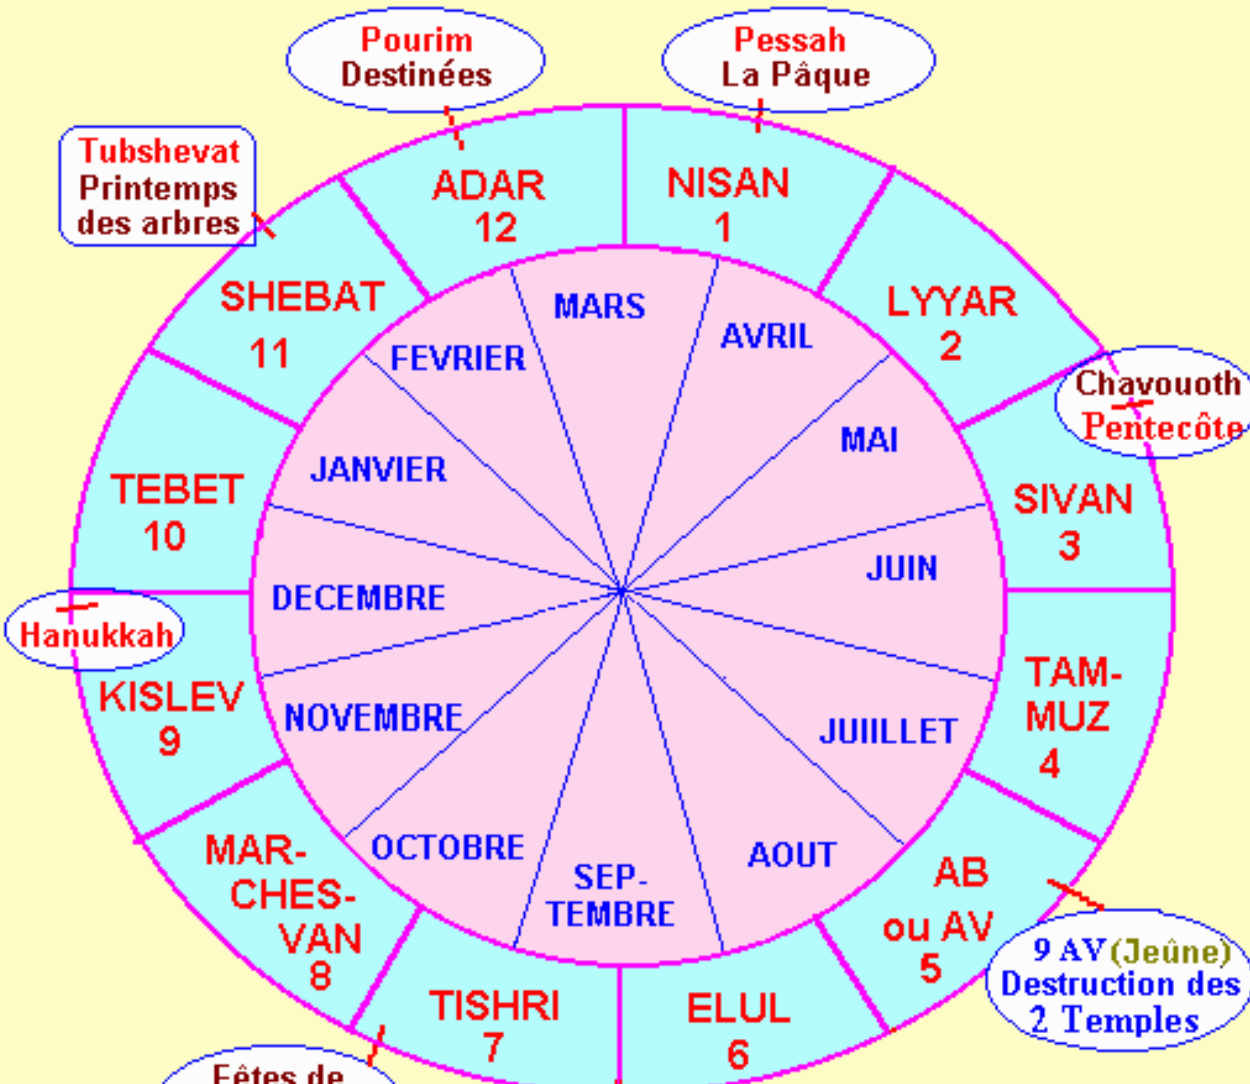 Pourim
Destinées
Pessah
La Pâque
Tubshevat
Printemps
des arbres
ADAR
12
NISAN
1
SHEBAT
11
LYYAR
2
MARS
AVRIL
FEVRIER
Chavouoth
Pentecôte
MAI
JANVIER
TEBET
10
SIVAN
3
JUIN
DECEMBRE
Hanukkah
KISLEV
9
NOVEMBRE
TAM-
MUZ
4
JUIILLET
OCTOBRE
AOUT
SEP-
TEMBRE
MAR-
CHES-
VAN
8
AB
ou AV
5
9 AV (Jeûne)
Destruction des
2 Temples
TISHRI
7
ELUL
6
Fêtes de